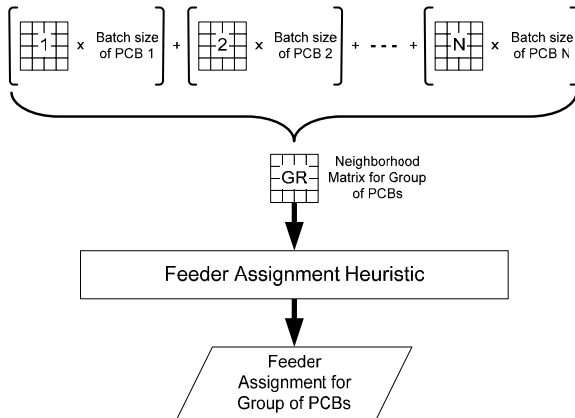 1 x Batch size of PCB 1 + 2 x Batch size of PCB 2 + - - - + N x Batch size of PCB N
GR
Neighborhood
Matrix for Group
of PCBs
Feeder Assignment Heuristic
Feeder
Assignment for
Group of PCBs